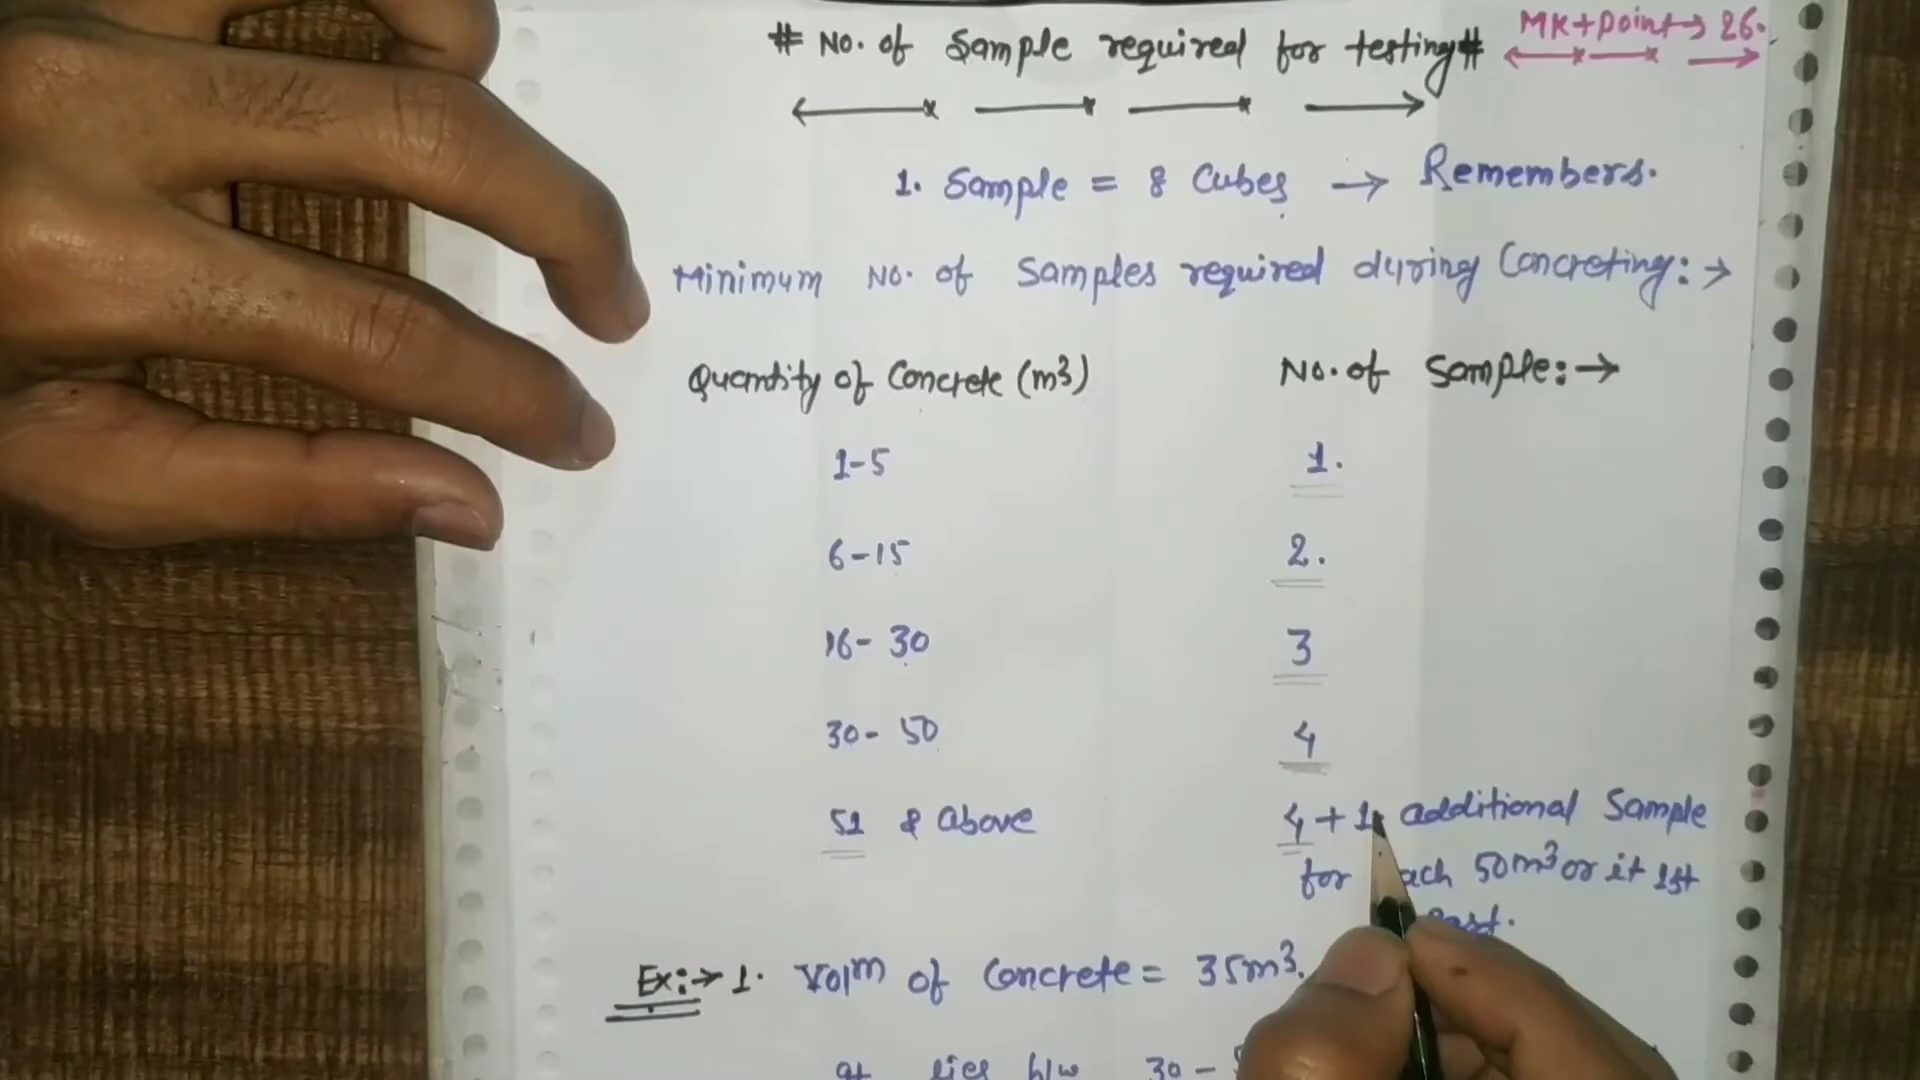 # No. of Sample required for testing #
MK+point→ 26.
1. Sample = 8 Cubes → Remembers.
Minimum No. of Samples required during Concreting:→
Quantity of Concrete (m3) No. of Sample:→
1-5 1.
6-15 2.
16- 30 3
30- 50 4
51 & above 4+1 additional Sample
for 50m3 or it 1st
Ex:→ 1. Volm of Concrete = 35m3.
lies b/w 30 -